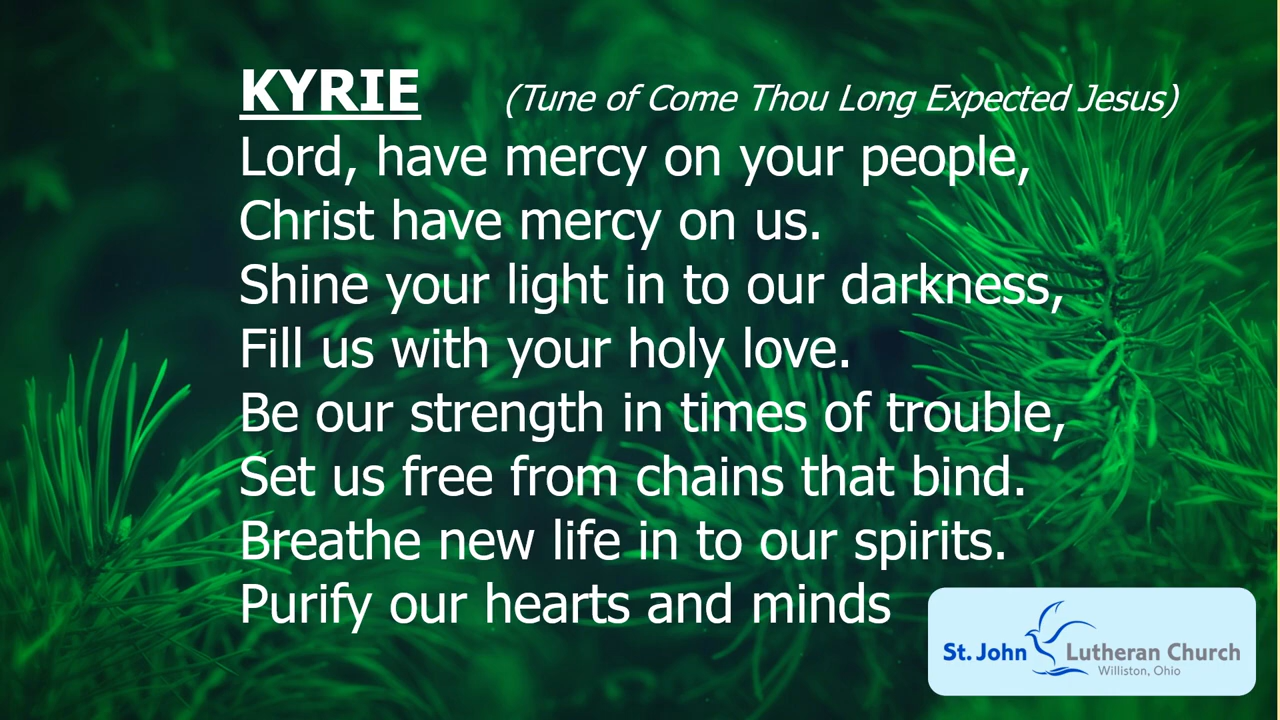 KYRIE (Tune of Come Thou Long Expected Jesus)
Lord, have mercy on your people,
Christ have mercy on us.
Shine your light in to our darkness,
Fill us with your holy love.
Be our strength in times of trouble,
Set us free from chains that bind.
Breathe new life in to our spirits.
Purify our hearts and minds
St. John Lutheran Church
Williston, Ohio